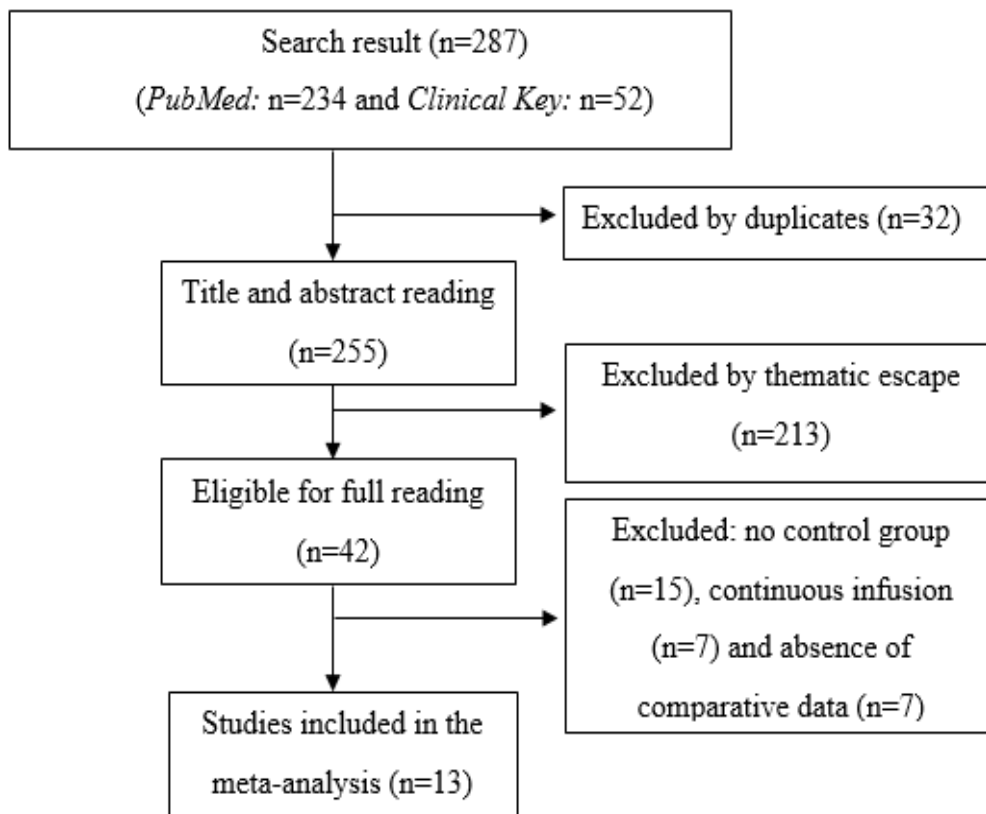 Search result (n=287)
(PubMed: n=234 and Clinical Key: n=52)
Excluded by duplicates (n=32)
Title and abstract reading
(n=255)
Excluded by thematic escape
(n=213)
Eligible for full reading
(n=42)
Excluded: no control group
(n=15), continuous infusion
(n=7) and absence of
comparative data (n=7)
Studies included in the
meta-analysis (n=13)